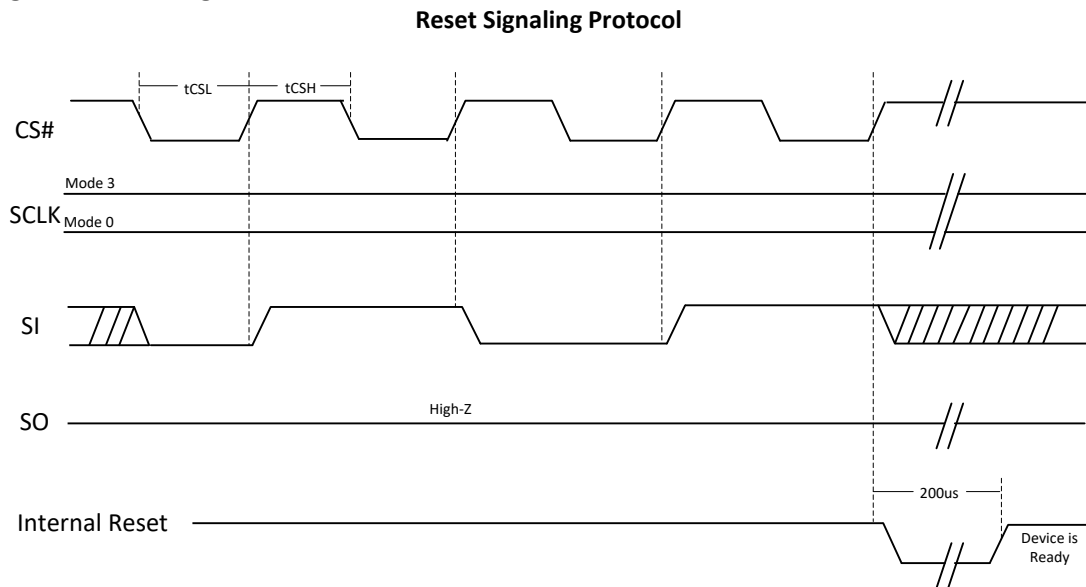 Reset Signaling Protocol
tCSL
tCSH
CS#
Mode 3
SCLK
Mode 0
SI
High-Z
SO
200us
Internal Reset
Device is
Ready